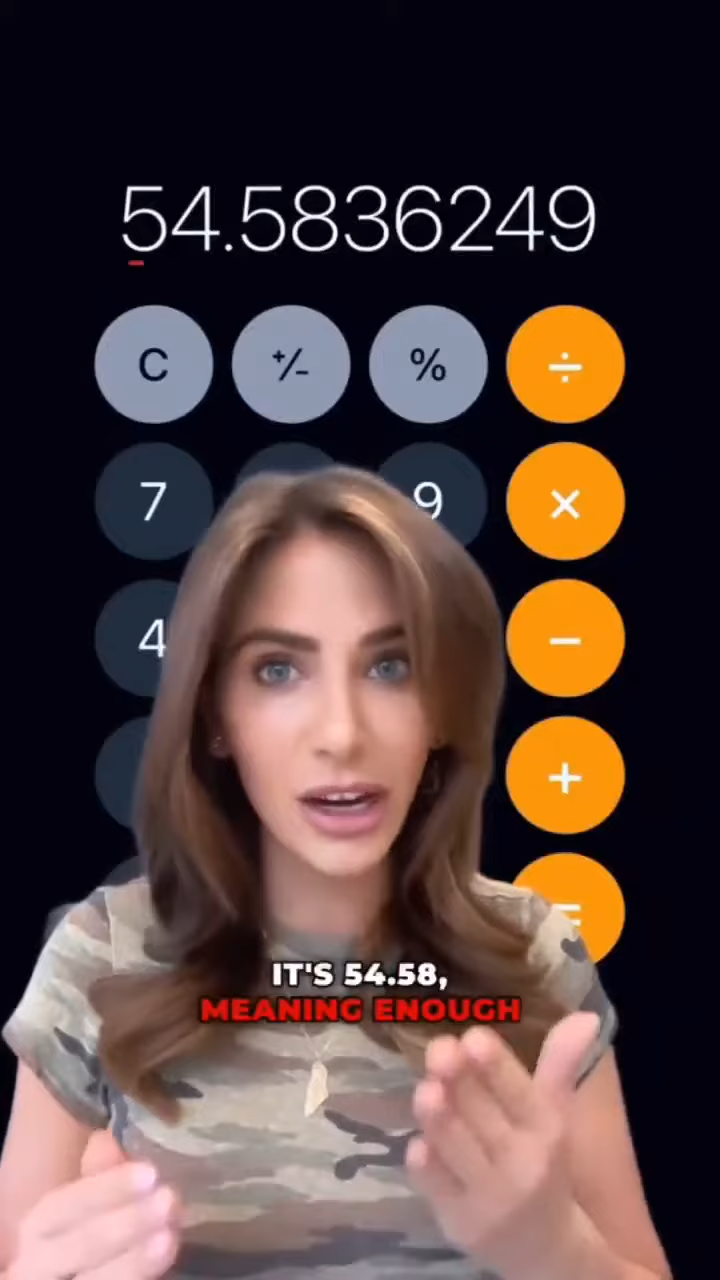 54.5836249
C +/- % ÷
7 9 ×
4 −
+
=
IT'S 54.58,
MEANING ENOUGH